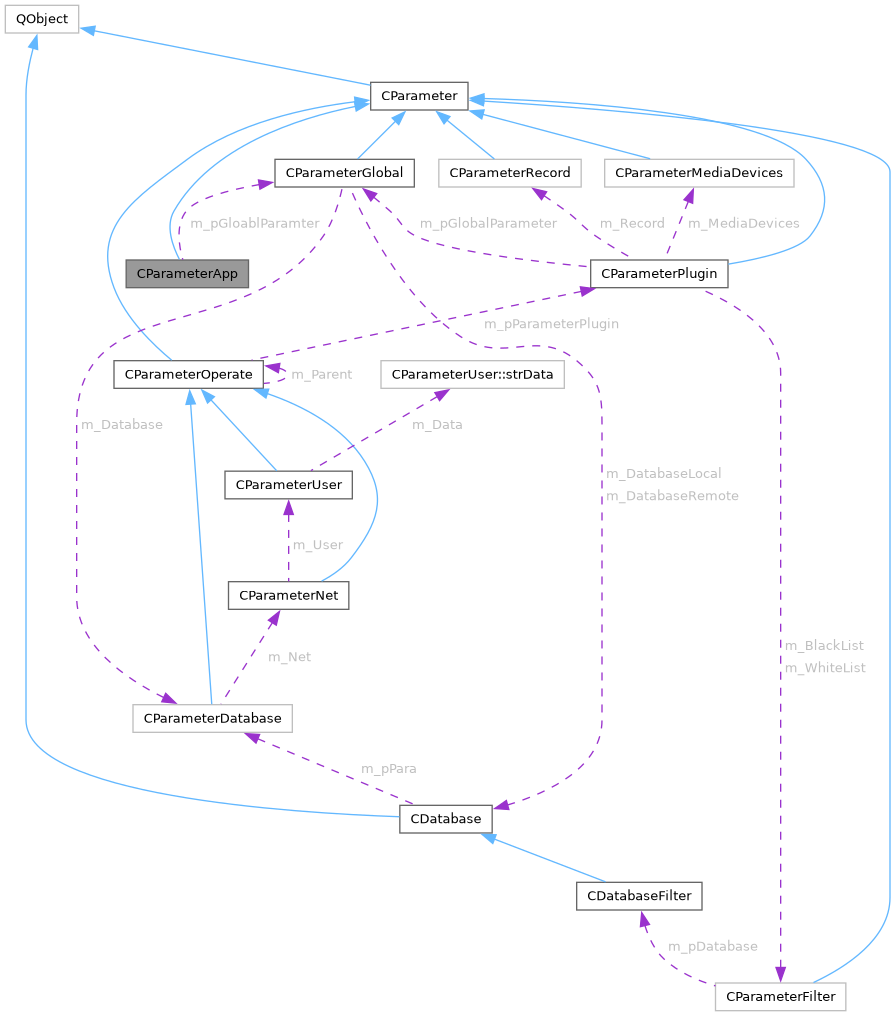 QObject
CParameter
CParameterGlobal
CParameterRecord
CParameterMediaDevices
m_pGloablParamter
m_pGlobalParameter
m_Record
m_MediaDevices
CParameterApp
CParameterPlugin
m_pParameterPlugin
CParameterOperate
m_Parent
CParameterUser::strData
m_Database
m_Data
m_DatabaseLocal
m_DatabaseRemote
CParameterUser
m_User
CParameterNet
m_BlackList
m_WhiteList
m_Net
CParameterDatabase
m_pPara
CDatabase
CDatabaseFilter
m_pDatabase
CParameterFilter